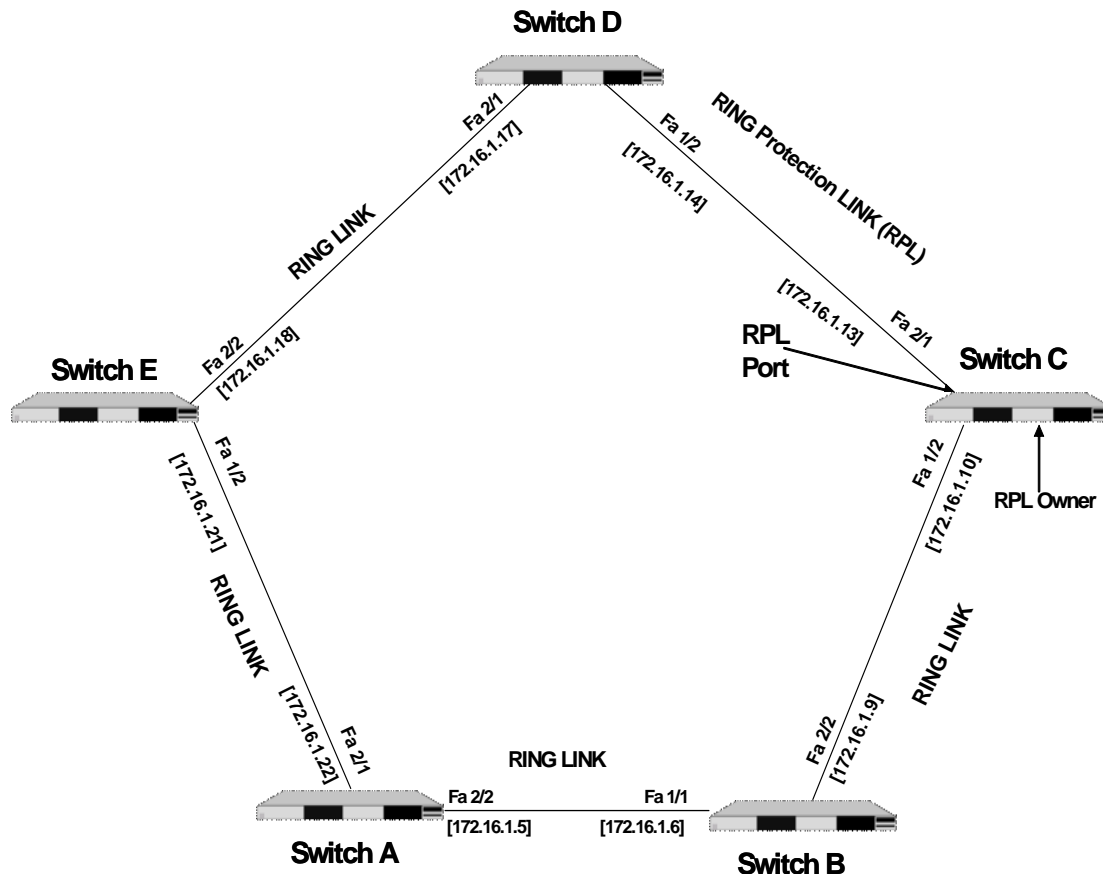 Switch D
Fa 2/1
[172.16.1.17]
Fa 1/2
[172.16.1.14]
RING Protection LINK (RPL)
RING LINK
[172.16.1.13]
Fa 2/1
RPL
Port
Fa 2/2
[172.16.1.18]
Switch E
Switch C
Fa 1/2
[172.16.1.21]
Fa 1/2
[172.16.1.10]
RPL Owner
RING LINK
RING LINK
[172.16.1.22]
Fa 2/1
Fa 2/2
[172.16.1.9]
RING LINK
Fa 2/2
Fa 1/1
[172.16.1.5]
[172.16.1.6]
Switch A
Switch B